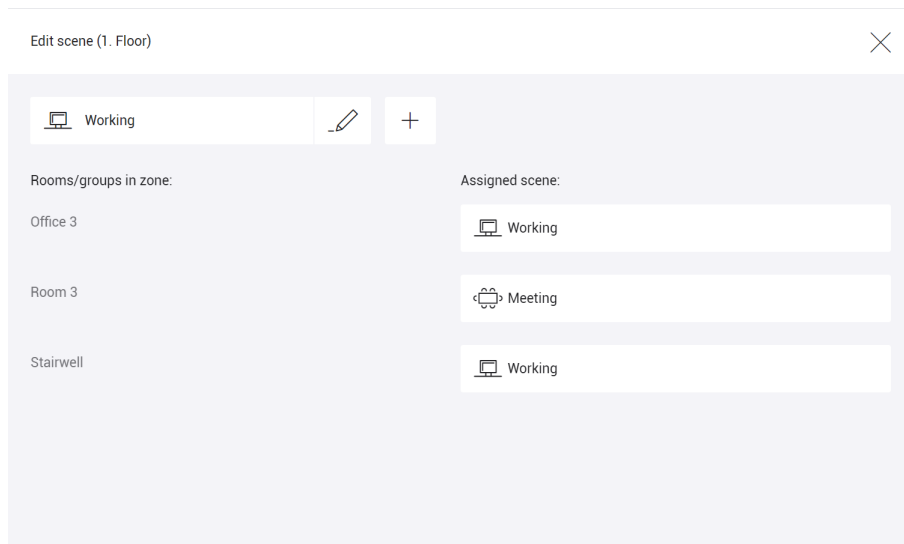 Edit scene (1. Floor)
Working
Rooms/groups in zone:
Assigned scene:
Office 3
Working
Room 3
Meeting
Stairwell
Working